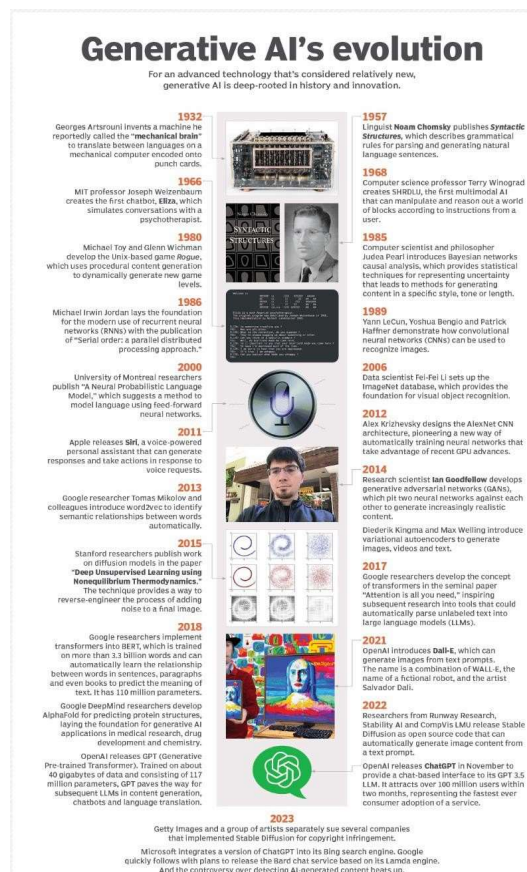 Generative AI's evolution
For an advanced technology that's considered relatively new,
generative AI is deep-rooted in history and innovation.
1932
Georges Artsrouni invents a machine he
reportedly called the "mechanical brain"
to translate between languages on a
mechanical computer encoded onto
punch cards.
1966
MIT professor Joseph Weizenbaum
creates the first chatbot, Eliza, which
simulates conversations with a
psychotherapist.
1980
Michael Toy and Glenn Wichman
develop the Unix-based game Rogue,
which uses procedural content generation
to dynamically generate new game
levels.
1986
Michael Irwin Jordan lays the foundation
for the modern use of recurrent neural
networks (RNNs) with the publication
of "Serial order: a parallel distributed
processing approach."
2000
University of Montreal researchers
publish "A Neural Probabilistic Language
Model," which suggests a method to
model language using feed-forward
neural networks.
2011
Apple releases Siri, a voice-powered
personal assistant that can generate
responses and take actions in response to
voice requests.
2013
Google researcher Tomas Mikolov and
colleagues introduce word2vec to identify
semantic relationships between words
automatically.
2015
Stanford researchers publish work
on diffusion models in the paper
"Deep Unsupervised Learning using
Nonequilibrium Thermodynamics."
The technique provides a way to
reverse-engineer the process of adding
noise to a final image.
2018
Google researchers implement
transformers into BERT, which is trained
on more than 3.3 billion words and can
automatically learn the relationship
between words in sentences, paragraphs
and even books to predict the meaning of
text. It has 110 million parameters.
Google DeepMind researchers develop
AlphaFold for predicting protein structures,
laying the foundation for generative AI
applications in medical research, drug
development and chemistry.
OpenAI releases GPT (Generative
Pre-trained Transformer). Trained on about
40 gigabytes of data and consisting of 117
million parameters, GPT paves the way for
subsequent LLMs in content generation,
chatbots and language translation.
SYNTACTIC
STRUCTURES
1957
Linguist Noam Chomsky publishes Syntactic
Structures, which describes grammatical
rules for parsing and generating natural
language sentences.
1968
Computer science professor Terry Winograd
creates SHRDLU, the first multimodal AI
that can manipulate and reason out a world
of blocks according to instructions from a
user.
1985
Computer scientist and philosopher
Judea Pearl introduces Bayesian networks
causal analysis, which provides statistical
techniques for representing uncertainty
that leads to methods for generating
content in a specific style, tone or length.
1989
Yann LeCun, Yoshua Bengio and Patrick
Haffner demonstrate how convolutional
neural networks (CNNs) can be used to
recognize images.
2006
Data scientist Fei-Fei Li sets up the
ImageNet database, which provides the
foundation for visual object recognition.
2012
Alex Krizhevsky designs the AlexNet CNN
architecture, pioneering a new way of
automatically training neural networks that
take advantage of recent GPU advances.
2014
Research scientist Ian Goodfellow develops
generative adversarial networks (GANs),
which pit two neural networks against each
other to generate increasingly realistic
content.
Diederik Kingma and Max Welling introduce
variational autoencoders to generate
images, videos and text.
2017
Google researchers develop the concept
of transformers in the seminal paper
"Attention is all you need," inspiring
subsequent research into tools that could
automatically parse unlabeled text into
large language models (LLMs).
2021
OpenAI introduces Dall-E, which can
generate images from text prompts.
The name is a combination of WALL-E, the
name of a fictional robot, and the artist
Salvador Dali.
2022
Researchers from Runway Research,
Stability AI and CompVis LMU release Stable
Diffusion as open source code that can
automatically generate image content from
a text prompt.
OpenAI releases ChatGPT in November to
provide a chat-based interface to its GPT 3.5
LLM. It attracts over 100 million users within
two months, representing the fastest ever
consumer adoption of a service.
2023
Getty Images and a group of artists separately sue several companies
that implemented Stable Diffusion for copyright infringement.
Microsoft integrates a version of ChatGPT into its Bing search engine. Google
quickly follows with plans to release the Bard chat service based on its Lamda engine.
And the controversy over detecting AI-generated content heats up.